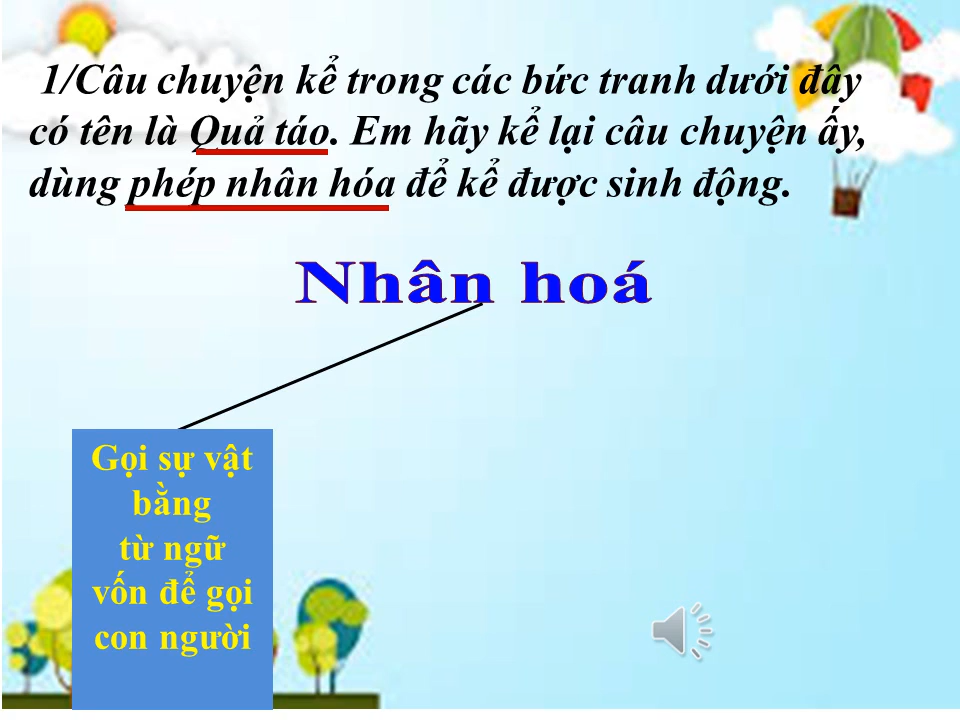 1/Câu chuyện kể trong các bức tranh dưới đây
có tên là Quả táo. Em hãy kể lại câu chuyện ấy,
dùng phép nhân hóa để kể được sinh động.
Nhân hoá
Gọi sự vật
bằng
từ ngữ
vốn để gọi
con người